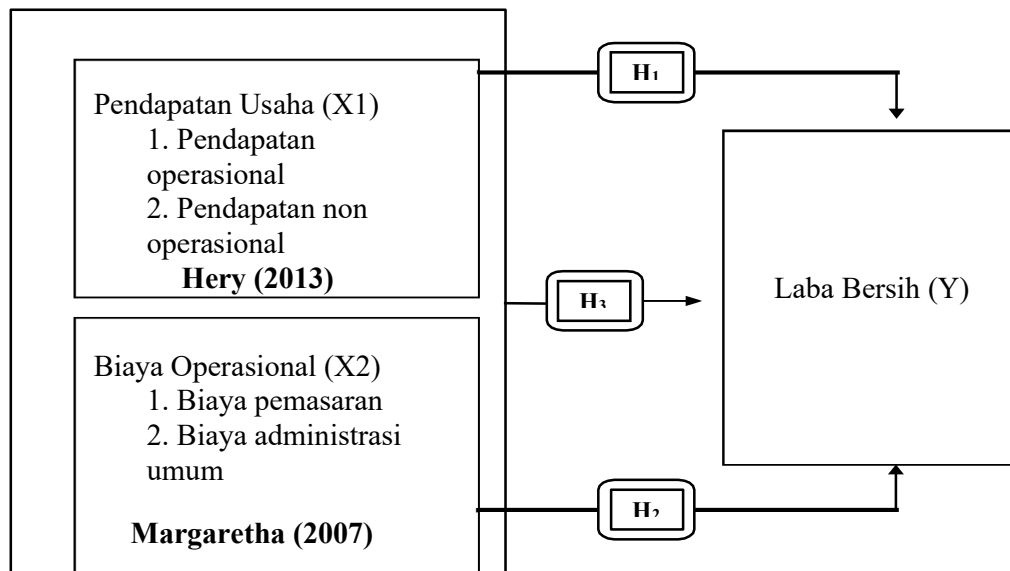 Pendapatan Usaha (X1)
1. Pendapatan
operasional
2. Pendapatan non
operasional
Hery (2013)
Biaya Operasional (X2)
1. Biaya pemasaran
2. Biaya administrasi
umum
Margaretha (2007)
H1
H3
H2
Laba Bersih (Y)